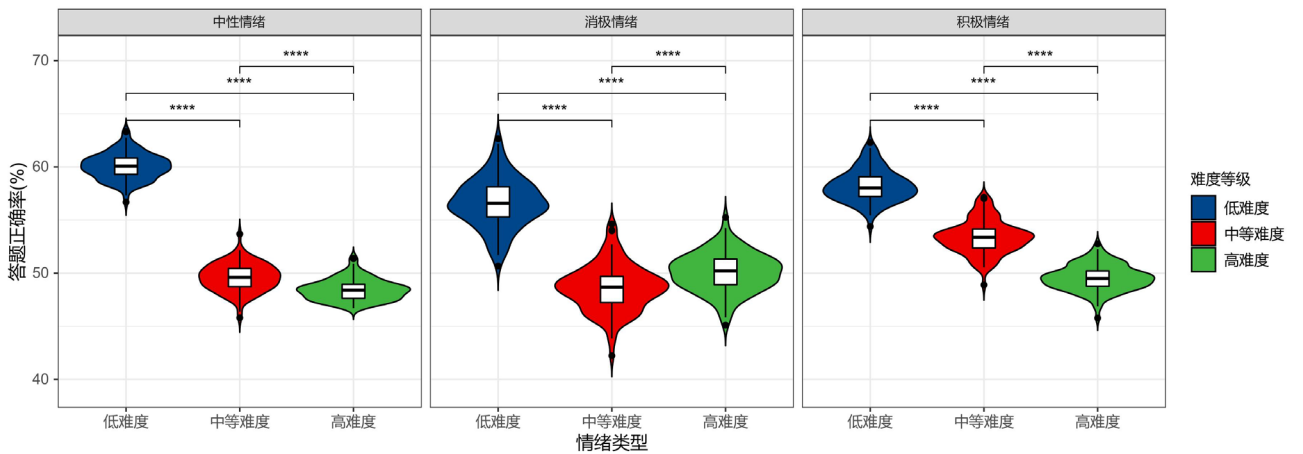 中性情绪
消极情绪
积极情绪
答题正确率(%)
70
60
50
40
****
****
****
****
****
****
****
****
****
低难度
中等难度
高难度
低难度
中等难度
高难度
低难度
中等难度
高难度
情绪类型
难度等级
低难度
中等难度
高难度